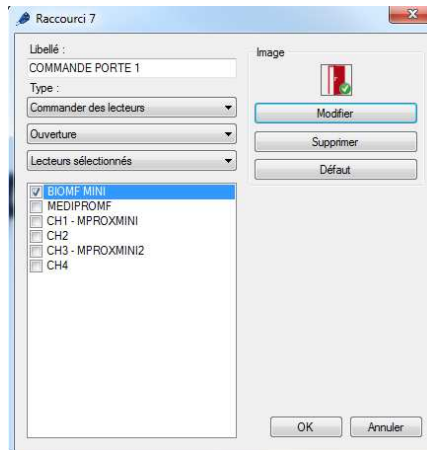 Raccourci 7
Libellé :
COMMANDE PORTE 1
Type :
Commander des lecteurs
Ouverture
Lecteurs sélectionnés
BIOMF MINI
MEDIPROMF
CH1 - MPROXMINI
CH2
CH3 - MPROXMINI2
CH4
Image
Modifier
Supprimer
Défaut
OK
Annuler